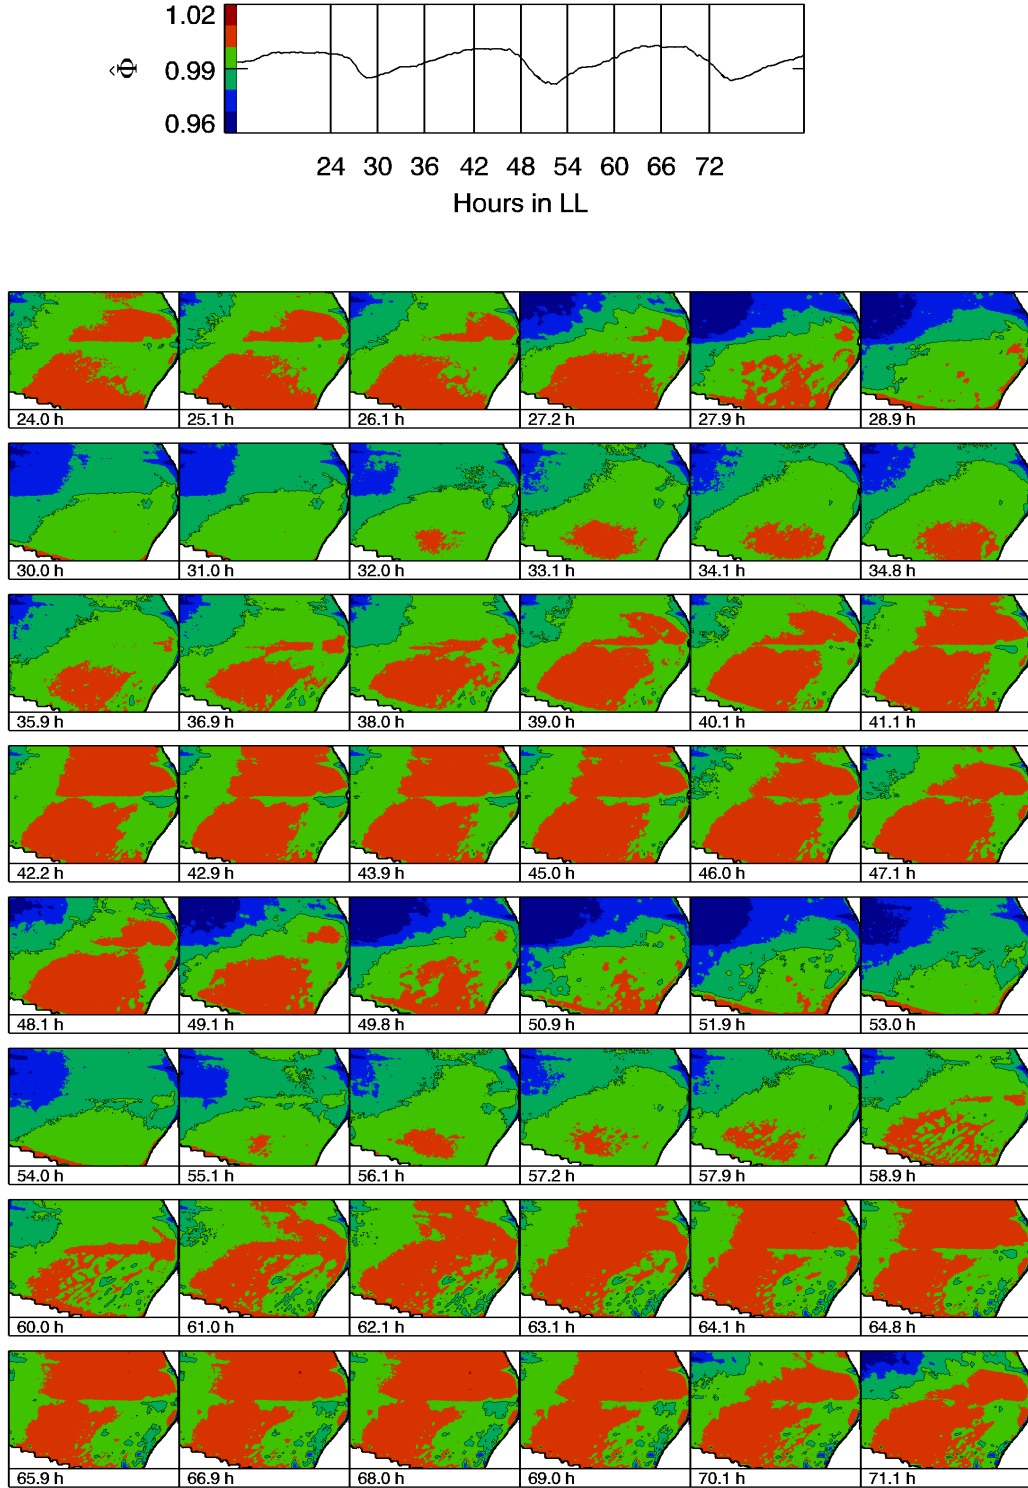 1.02
Φ̂ 0.99
0.96
24 30 36 42 48 54 60 66 72
Hours in LL
24.0 h 25.1 h 26.1 h 27.2 h 27.9 h 28.9 h
30.0 h 31.0 h 32.0 h 33.1 h 34.1 h 34.8 h
35.9 h 36.9 h 38.0 h 39.0 h 40.1 h 41.1 h
42.2 h 42.9 h 43.9 h 45.0 h 46.0 h 47.1 h
48.1 h 49.1 h 49.8 h 50.9 h 51.9 h 53.0 h
54.0 h 55.1 h 56.1 h 57.2 h 57.9 h 58.9 h
60.0 h 61.0 h 62.1 h 63.1 h 64.1 h 64.8 h
65.9 h 66.9 h 68.0 h 69.0 h 70.1 h 71.1 h